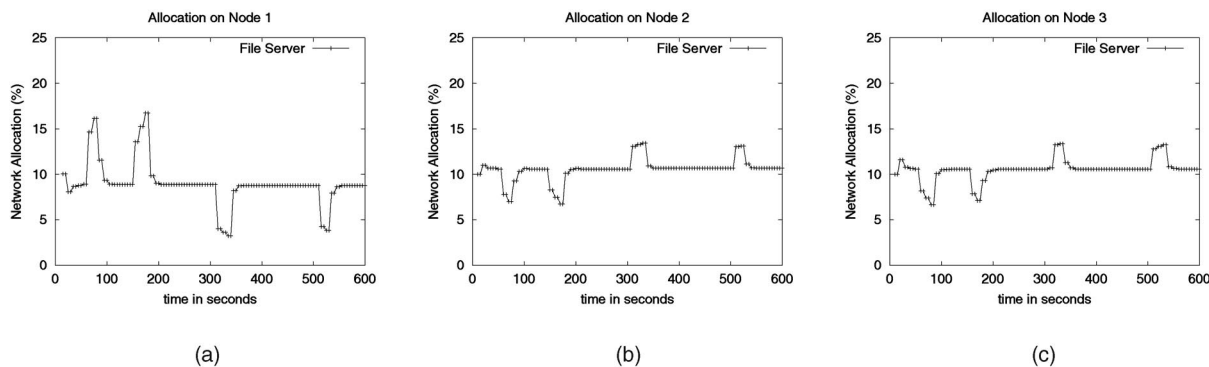 Allocation on Node 1
25
20
15
10
5
0
Network Allocation (%)
File Server
0 100 200 300 400 500 600
time in seconds
(a)
Allocation on Node 2
25
20
15
10
5
0
Network Allocation (%)
File Server
0 100 200 300 400 500 600
time in seconds
(b)
Allocation on Node 3
25
20
15
10
5
0
Network Allocation (%)
File Server
0 100 200 300 400 500 600
time in seconds
(c)